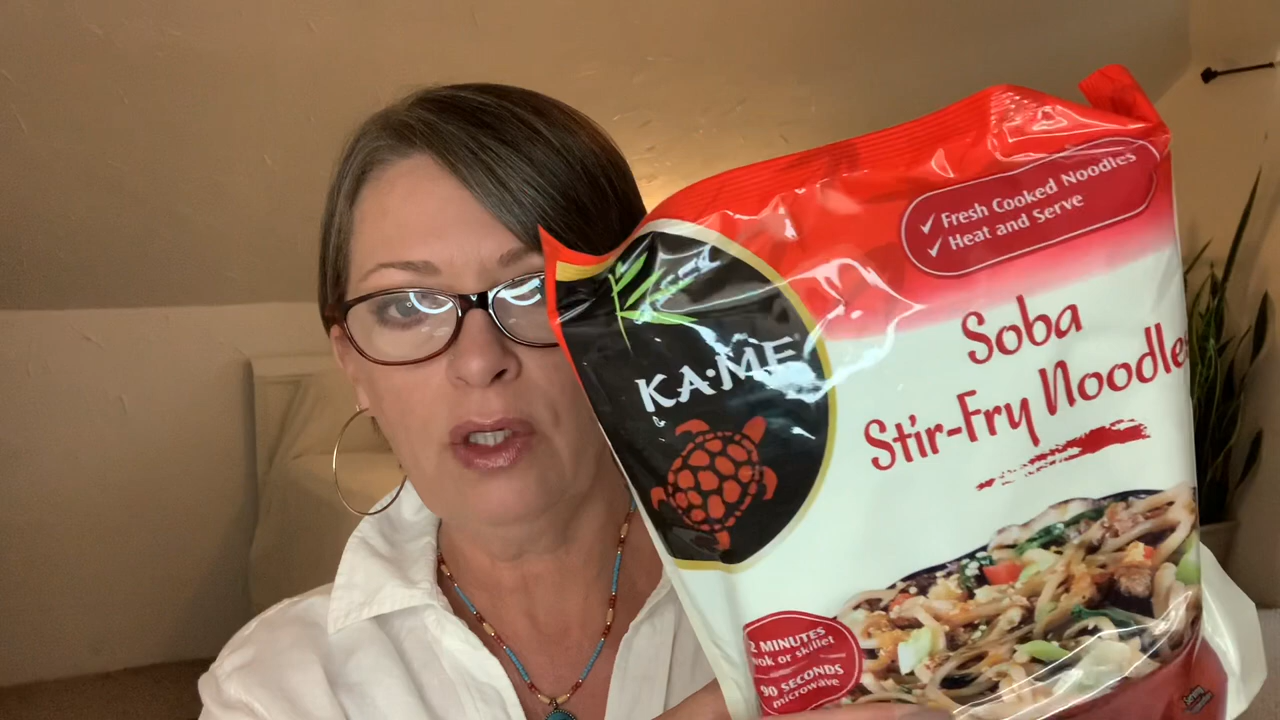 Fresh Cooked Noodles
Heat and Serve
KA·ME®
Soba
Stir-Fry Noodles
2 MINUTES
wok or skillet
90 SECONDS
microwave